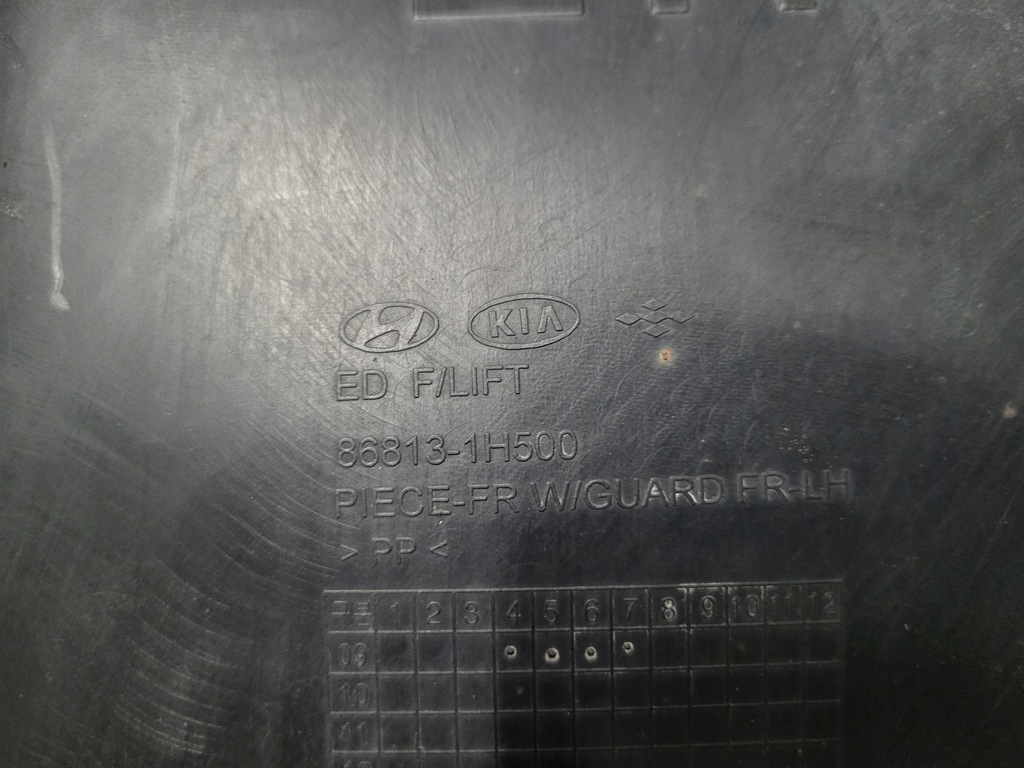 KIA
ED F/LIFT
86813-1H500
PIECE-FR W/GUARD FR-LH
> PP <
구분 1 2 3 4 5 6 7 8 9 10 11 12
09
10
11